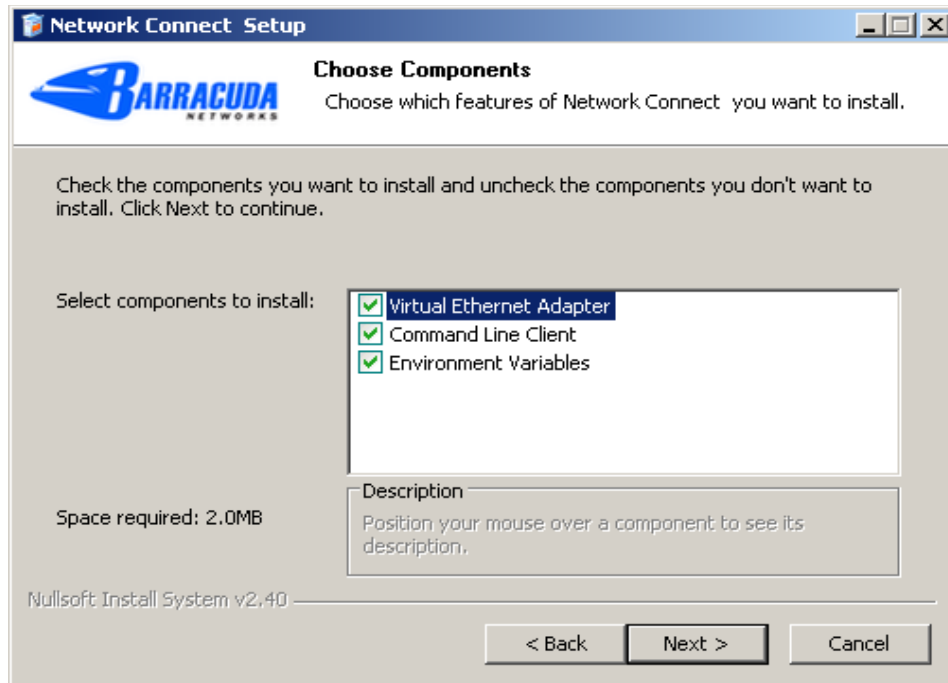 Network Connect Setup
BARRACUDA
NETWORKS
Choose Components
Choose which features of Network Connect you want to install.
Check the components you want to install and uncheck the components you don't want to
install. Click Next to continue.
Select components to install:
Virtual Ethernet Adapter
Command Line Client
Environment Variables
Space required: 2.0MB
Description
Position your mouse over a component to see its
description.
Nullsoft Install System v2.40
< Back
Next >
Cancel